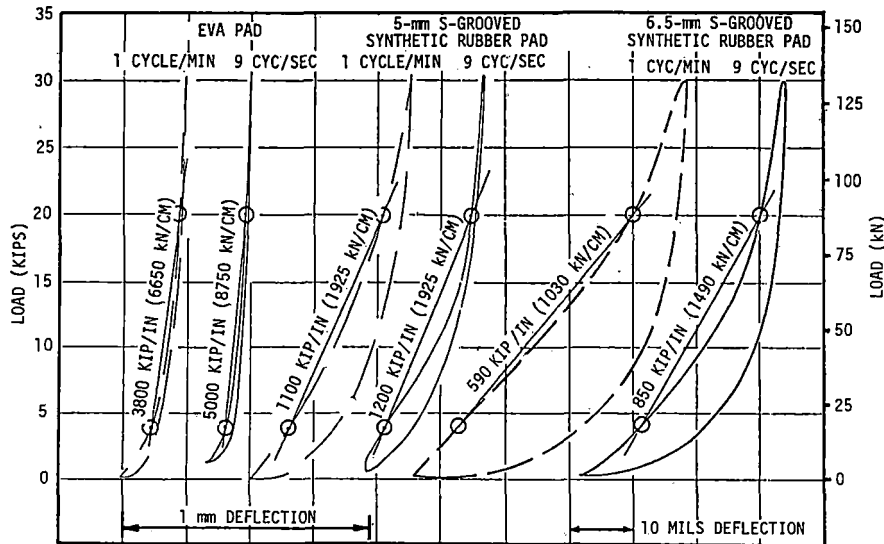 EVA PAD
5-mm S-GROOVED
SYNTHETIC RUBBER PAD
6.5-mm S-GROOVED
SYNTHETIC RUBBER PAD
1 CYCLE/MIN 9 CYC/SEC 1 CYCLE/MIN 9 CYC/SEC 1 CYC/MIN 9 CYC/SEC
35
30
25
20
15
10
5
0
LOAD (KIPS)
3800 KIP/IN (6650 kN/CM)
5000 KIP/IN (8750 kN/CM)
1100 KIP/IN (1925 kN/CM)
1200 KIP/IN (1925 kN/CM)
590 KIP/IN (1030 kN/CM)
850 KIP/IN (1490 kN/CM)
150
125
100
75
50
25
0
LOAD (kN)
1 mm DEFLECTION
10 MILS DEFLECTION